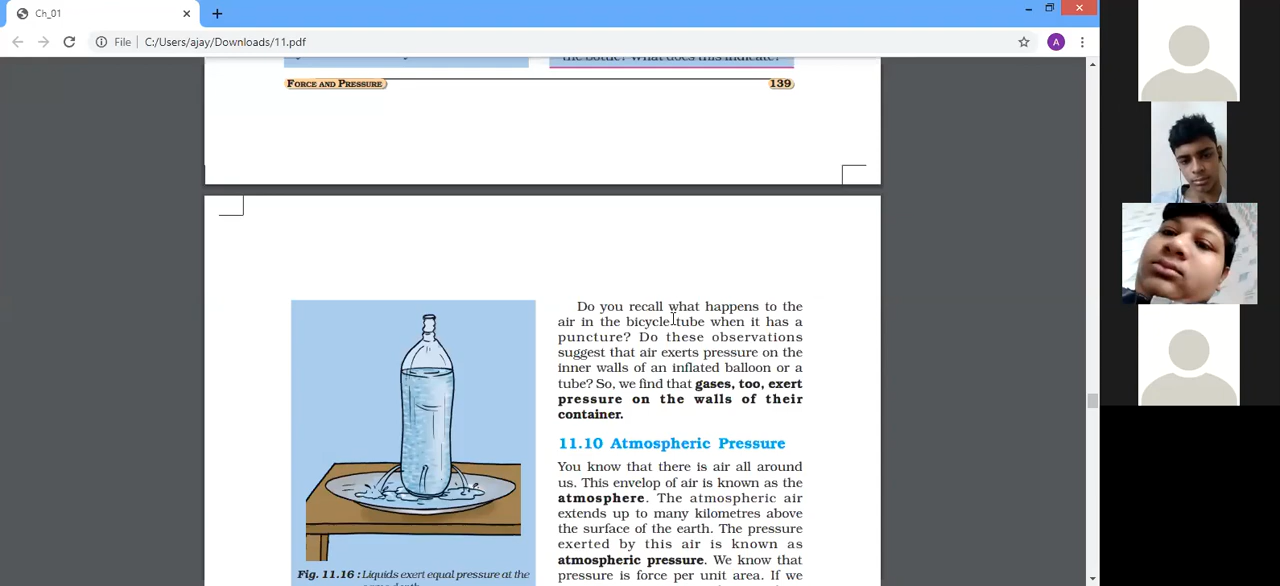 Ch_01
File
C:/Users/ajay/Downloads/11.pdf
A
the bottle? What does this indicate?
FORCE AND PRESSURE
139
Do you recall what happens to the
air in the bicycle tube when it has a
puncture? Do these observations
suggest that air exerts pressure on the
inner walls of an inflated balloon or a
tube? So, we find that gases, too, exert
pressure on the walls of their
container.
11.10 Atmospheric Pressure
You know that there is air all around
us. This envelop of air is known as the
atmosphere. The atmospheric air
extends up to many kilometres above
the surface of the earth. The pressure
exerted by this air is known as
atmospheric pressure. We know that
pressure is force per unit area. If we
Fig. 11.16 : Liquids exert equal pressure at the